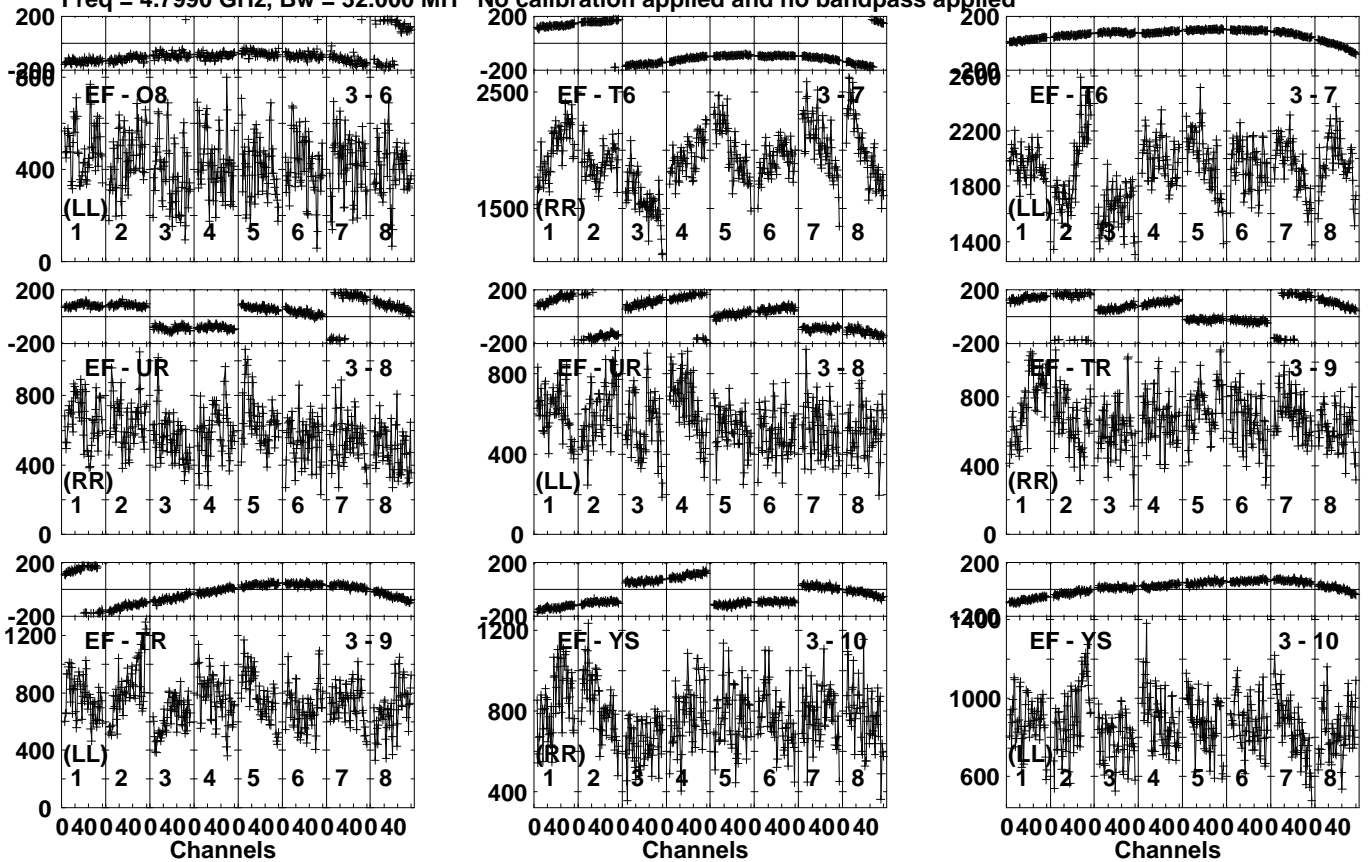 Freq = 4.7990 GHz, Bw = 32.000 MH No calibration applied and no bandpass applied
200 200 200
-200 -200 -200
800 2500 2600
EF - O8 3 - 6 EF - T6 3 - 7 EF - T6 3 - 7
2200
400 1800
(LL) 1500 (RR) (LL)
1 2 3 4 5 6 7 8 1 2 3 4 5 6 7 8 1 2 3 4 5 6 7 8
1400
0
200 200 200
-200 -200 -200
EF - UR 3 - 8 EF - UR 3 - 8 EF - TR 3 - 9
800 800 800
400 400 400
(RR) (LL) (RR)
1 2 3 4 5 6 7 8 1 2 3 4 5 6 7 8 1 2 3 4 5 6 7 8
0 0 0
200 200 200
-200 -200 -200
1200 1200 1400
EF - TR 3 - 9 EF - YS 3 - 10 EF - YS 3 - 10
1000
800 800
400
(LL) (RR) (LL)
1 2 3 4 5 6 7 8 1 2 3 4 5 6 7 8 1 2 3 4 5 6 7 8
600
400
0
0 40 0 40 0 40 0 40 0 40 0 40 0 40 0 40 0 40 0 40 0 40 0 40 0 40 0 40 0 40 0 40 0 40 0 40 0 40 0 40 0 40 0 40 0 40 0 40
Channels Channels Channels